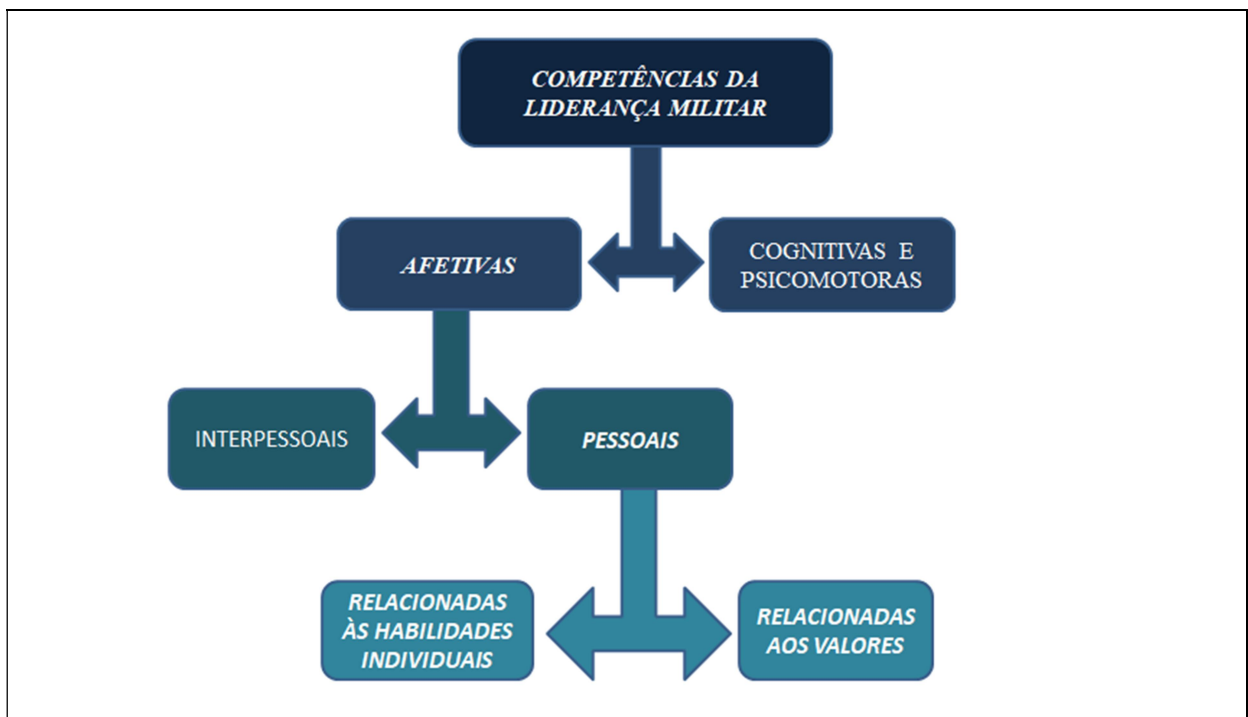 COMPETÊNCIAS DA
LIDERANÇA MILITAR
AFETIVAS
COGNITIVAS E
PSICOMOTORAS
INTERPESSOAIS
PESSOAIS
RELACIONADAS
ÀS HABILIDADES
INDIVIDUAIS
RELACIONADAS
AOS VALORES